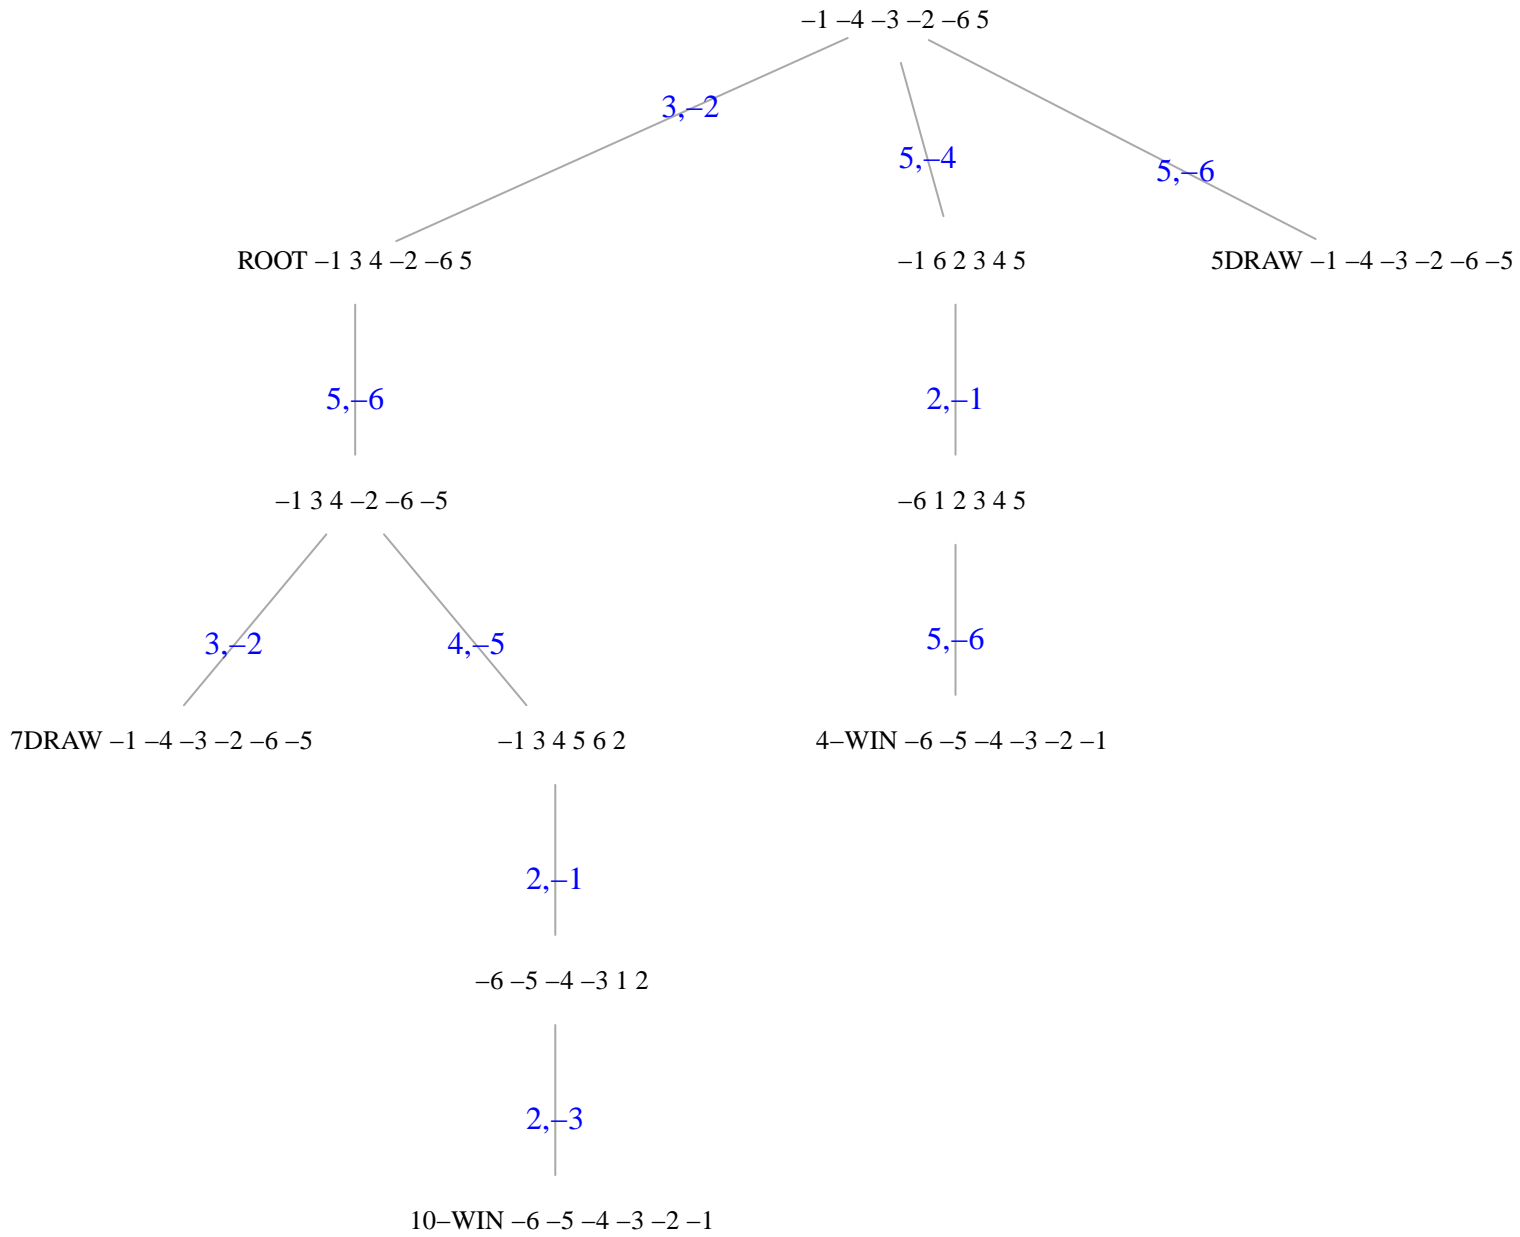 –1 –4 –3 –2 –6 5
3,–2
5,–4
5,–6
ROOT –1 3 4 –2 –6 5
–1 6 2 3 4 5
5DRAW –1 –4 –3 –2 –6 –5
5,–6
2,–1
–1 3 4 –2 –6 –5
–6 1 2 3 4 5
3,–2
4,–5
5,–6
7DRAW –1 –4 –3 –2 –6 –5
–1 3 4 5 6 2
4–WIN –6 –5 –4 –3 –2 –1
2,–1
–6 –5 –4 –3 1 2
2,–3
10–WIN –6 –5 –4 –3 –2 –1